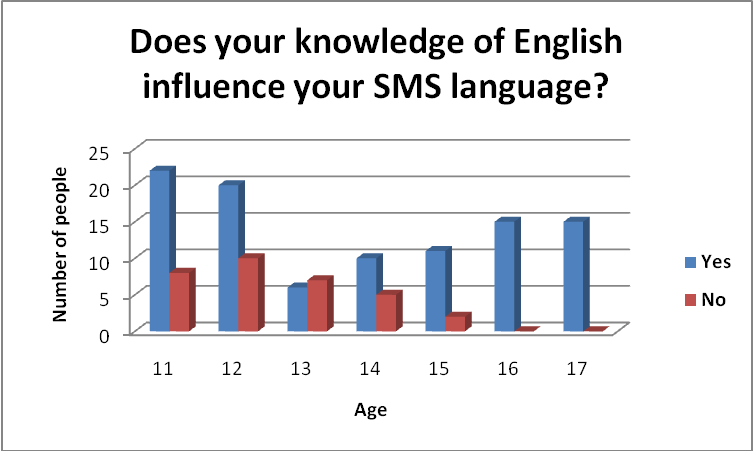 Does your knowledge of English
influence your SMS language?
Number of people
25
20
15
10
5
0
11 12 13 14 15 16 17
Age
Yes
No